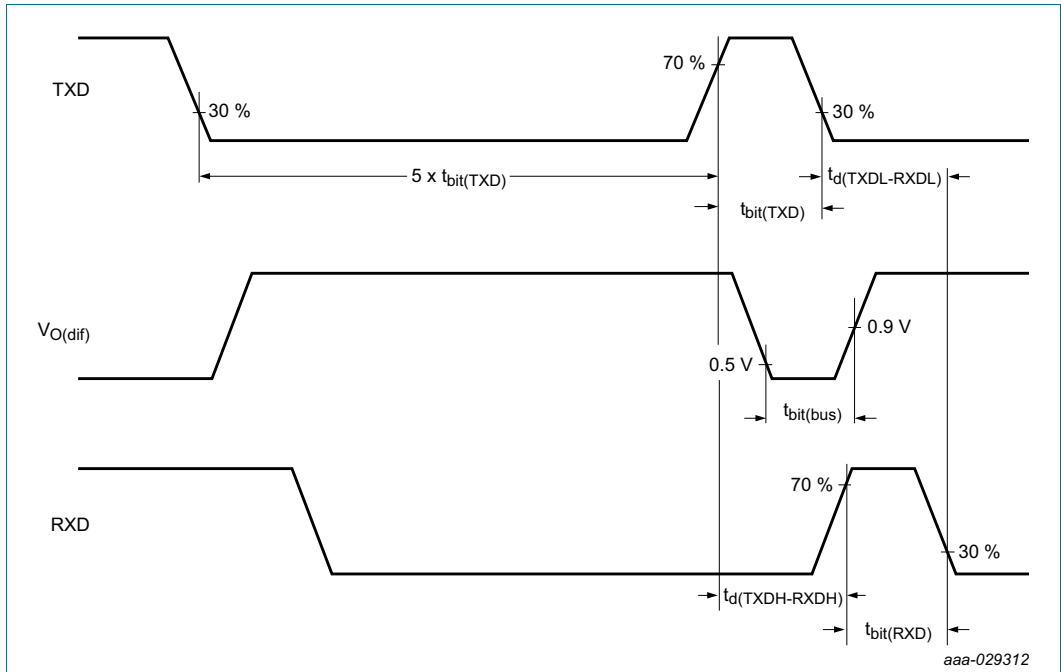 TXD
70 %
30 %
30 %
5 x tbit(TXD)
td(TXDL-RXDL)
tbit(TXD)
VO(dif)
0.9 V
0.5 V
tbit(bus)
RXD
70 %
30 %
td(TXDH-RXDH)
tbit(RXD)
aaa-029312